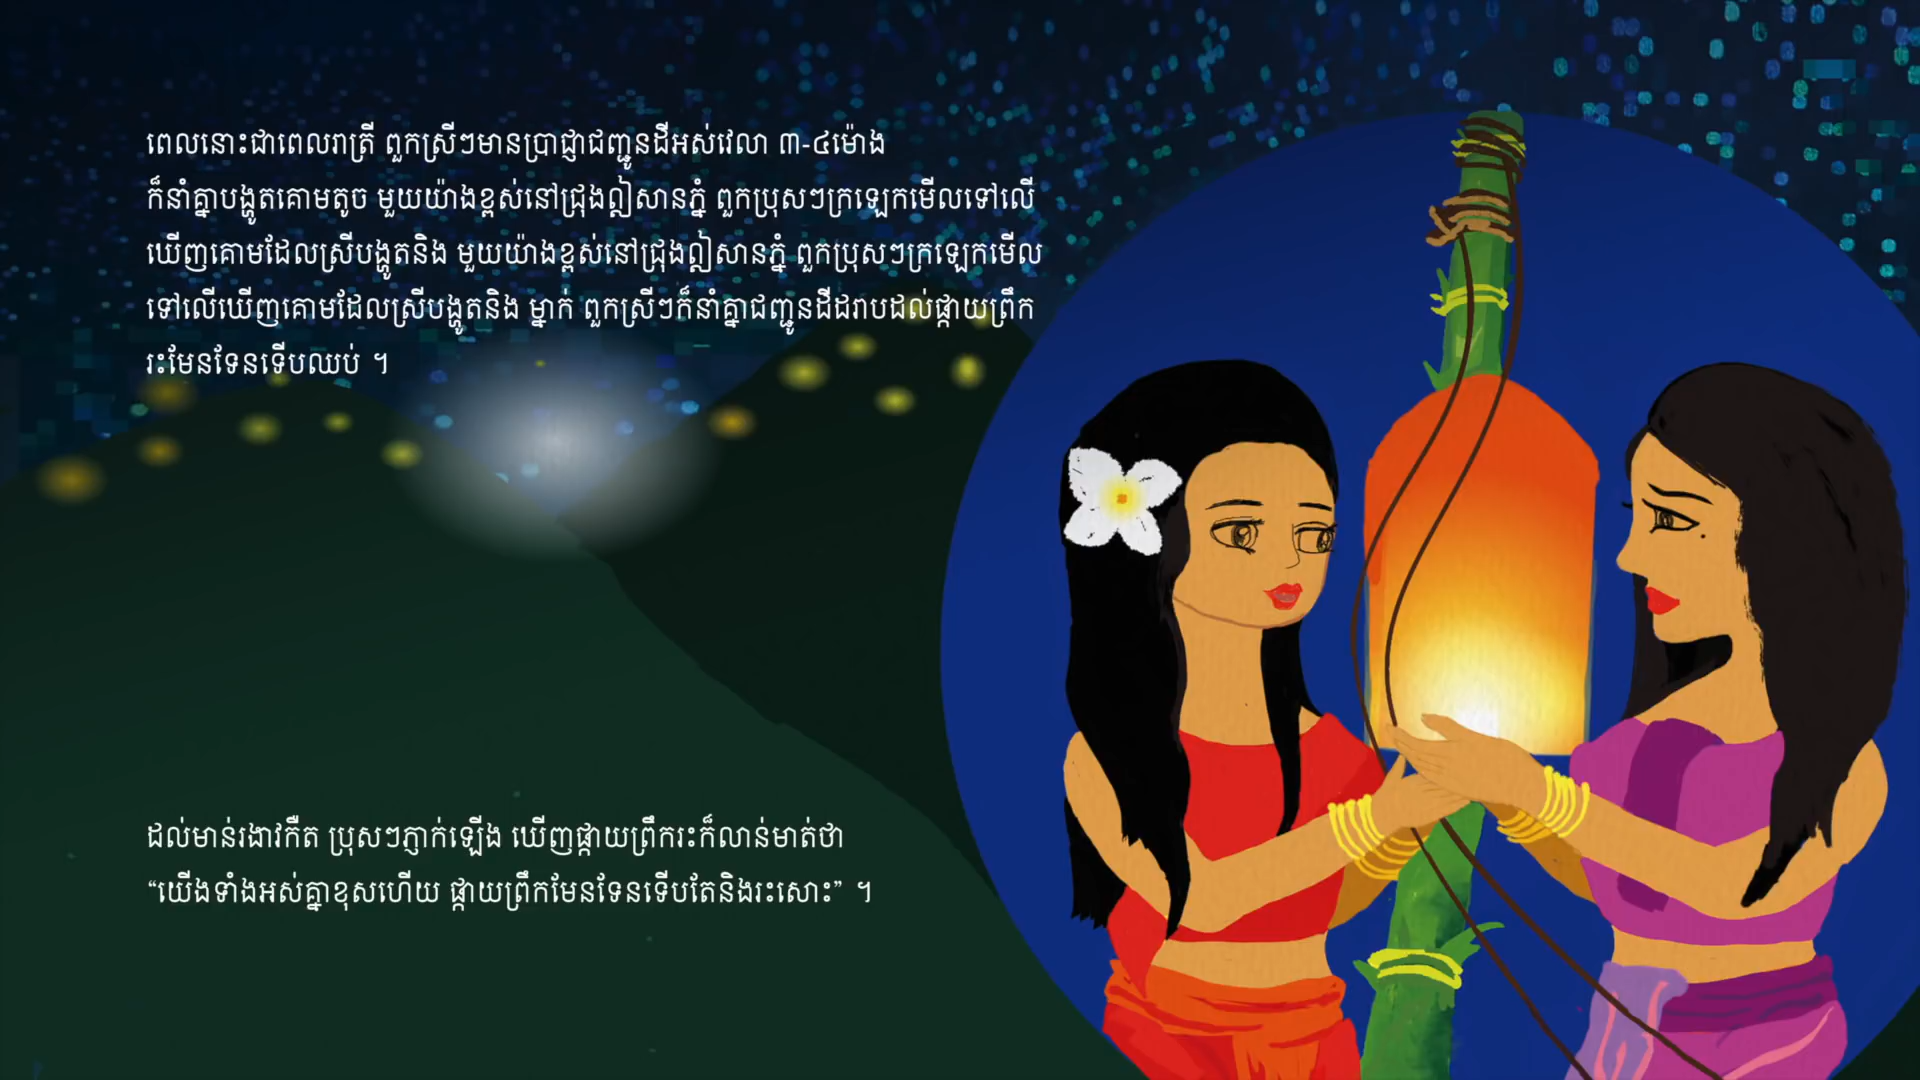 ពេលនោះជាពេលរាត្រី ពួកស្រីៗមានប្រាជ្ញាជញ្ជូនដីអស់វេលា ៣-៤ម៉ោង
ក៏នាំគ្នាបង្ហូតគោមតូច មួយយ៉ាងខ្ពស់នៅជ្រុងឦសានភ្នំ ពួកប្រុសៗក្រឡេកមើលទៅលើ
ឃើញគោមដែលស្រីបង្ហូតនិង មួយយ៉ាងខ្ពស់នៅជ្រុងឦសានភ្នំ ពួកប្រុសៗក្រឡេកមើល
ទៅលើឃើញគោមដែលស្រីបង្ហូតនិង ម្នាក់ ពួកស្រីៗក៏នាំគ្នាជញ្ជូនដីដរាបដល់ផ្កាយព្រឹក
រះមែនទែនទើបឈប់ ។
ដល់មាន់រងាវកឺត ប្រុសៗភ្ញាក់ឡើង ឃើញផ្កាយព្រឹករះក៏លាន់មាត់ថា
“យើងទាំងអស់គ្នាខុសហើយ ផ្កាយព្រឹកមែនទែនទើបតែនិងរះសោះ” ។